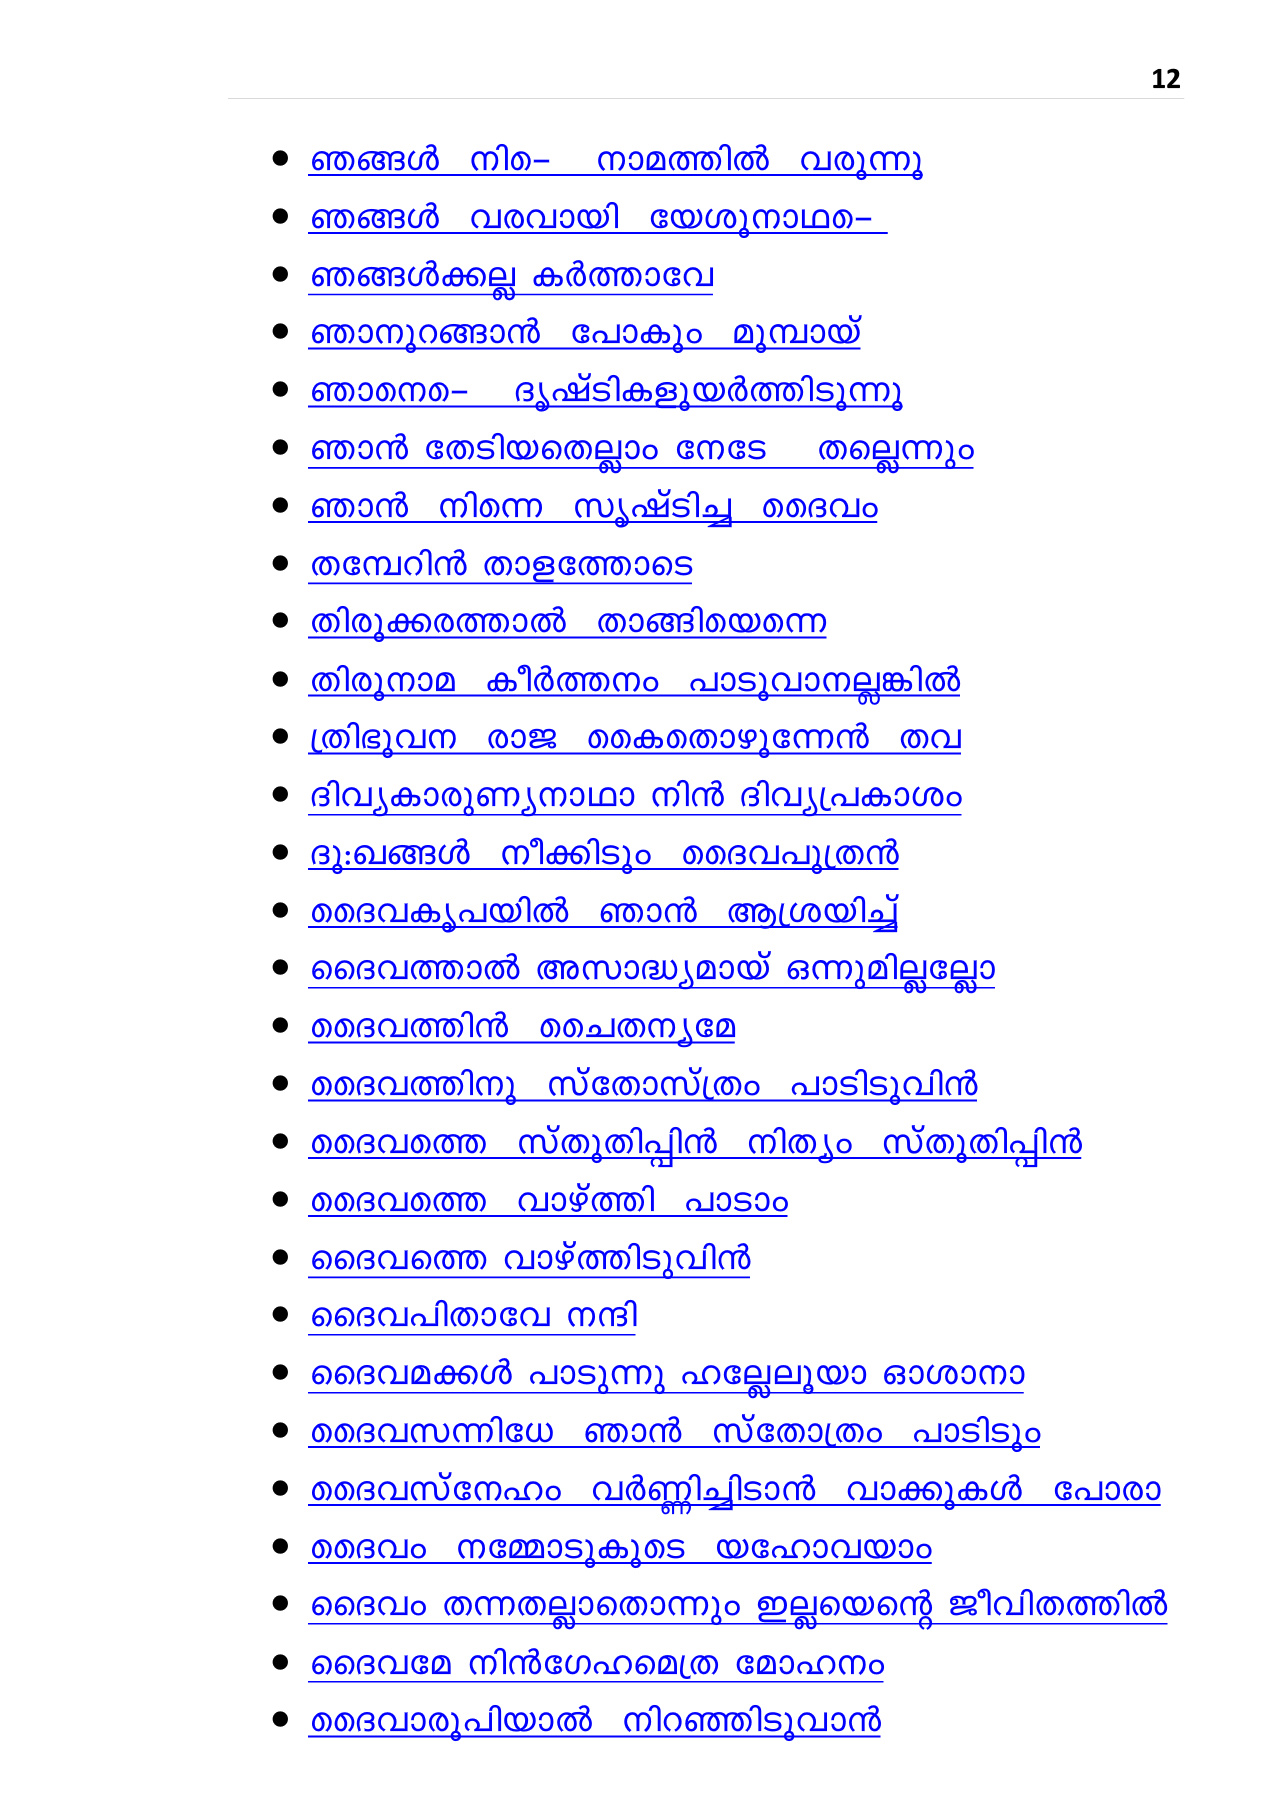 12
ഞങ്ങൾ നിൻെ– നാമത്തിൽ വരുന്നൂ
ഞങ്ങൾ വരവായി യേശുനാഥെ–
ഞങ്ങൾക്കല്ല കർത്താവേ
ഞാനുറങ്ങാൻ പോകും മുമ്പായ്
ഞാനെെ– ദൃഷ്ടികളുയർത്തിടുന്നു
ഞാൻ തേടിയതെല്ലാം നേടേ തല്ലെന്നും
ഞാൻ നിന്നെ സൃഷ്ടിച്ച ദൈവം
തമ്പേറിൻ താളത്തോടെ
തിരുക്കരത്താൽ താങ്ങിയെന്നെ
തിരുനാമ കീർത്തനം പാടുവാനല്ലങ്കിൽ
ത്രിഭുവന രാജ കൈതൊഴുന്നേൻ തവ
ദിവ്യകാരുണ്യനാഥാ നിൻ ദിവ്യപ്രകാശം
ദു:ഖങ്ങൾ നീക്കിടും ദൈവപുത്രൻ
ദൈവകൃപയിൽ ഞാൻ ആശ്രയിച്ച്
ദൈവത്താൽ അസാദ്ധ്യമായ് ഒന്നുമില്ലല്ലോ
ദൈവത്തിൻ ചൈതന്യമേ
ദൈവത്തിനു സ്തോസ്ത്രം പാടിടുവിൻ
ദൈവത്തെ സ്തുതിപ്പിൻ നിത്യം സ്തുതിപ്പിൻ
ദൈവത്തെ വാഴ്ത്തി പാടാം
ദൈവത്തെ വാഴ്ത്തിടുവിൻ
ദൈവപിതാവേ നന്ദി
ദൈവമക്കൾ പാടുന്നു ഹല്ലേലൂയാ ഓശാനാ
ദൈവസന്നിധേ ഞാൻ സ്തോത്രം പാടിടും
ദൈവസ്നേഹം വർണ്ണിച്ചിടാൻ വാക്കുകൾ പോരാ
ദൈവം നമ്മോടുകുടെ യഹോവയാം
ദൈവം തന്നതല്ലാതൊന്നും ഇല്ലയെന്റെ ജീവിതത്തിൽ
ദൈവമേ നിൻഗേഹമെത്ര മോഹനം
ദൈവാരൂപിയാൽ നിറഞ്ഞിടുവാൻ